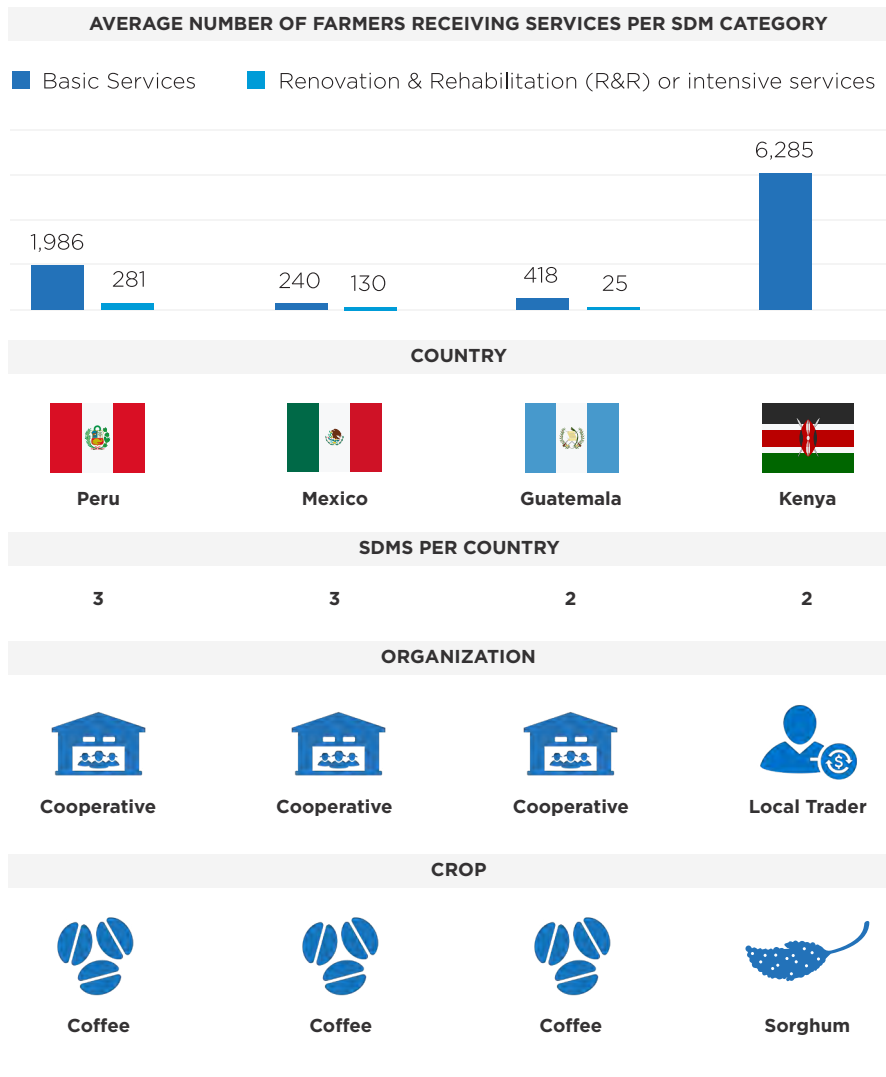 AVERAGE NUMBER OF FARMERS RECEIVING SERVICES PER SDM CATEGORY
Basic Services Renovation & Rehabilitation (R&R) or intensive services
6,285
1,986
281 240 130 418 25
COUNTRY
Peru Mexico Guatemala Kenya
SDMS PER COUNTRY
3 3 2 2
ORGANIZATION
$
Cooperative Cooperative Cooperative Local Trader
CROP
Coffee Coffee Coffee Sorghum